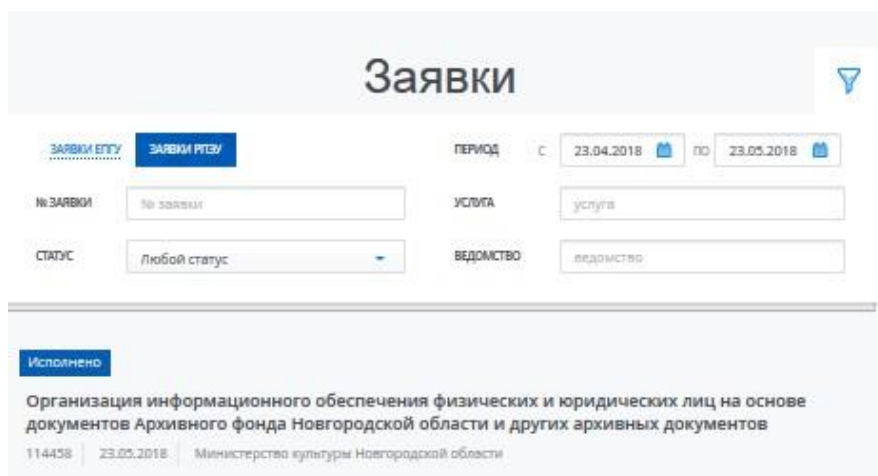 Заявки
ЗАЯВКИ ЕПГУ ЗАЯВКИ РПГУ ПЕРИОД С 23.04.2018 ПО 23.05.2018
№ ЗАЯВКИ № заявки УСЛУГА услуга
СТАТУС Любой статус ВЕДОМСТВО ведомство
Исполнено
Организация информационного обеспечения физических и юридических лиц на основе
документов Архивного фонда Новгородской области и других архивных документов
114458 23.05.2018 Министерство культуры Новгородской области